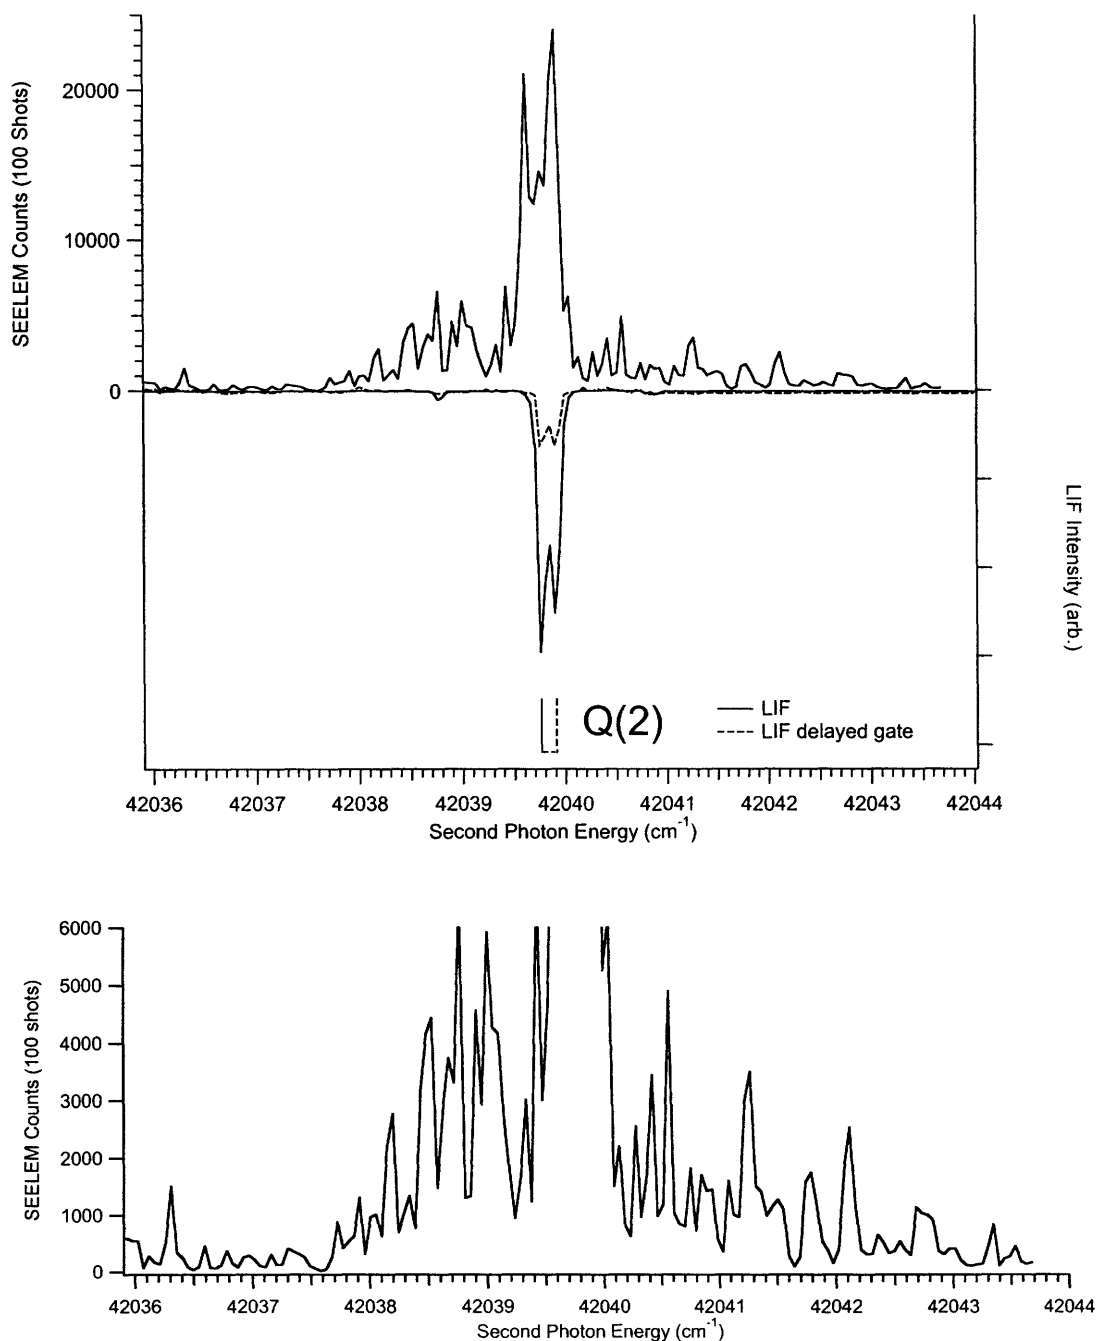 SEELEM Counts (100 Shots)
20000
10000
0
LIF Intensity (arb.)
Q(2)
LIF
LIF delayed gate
42036 42037 42038 42039 42040 42041 42042 42043 42044
Second Photon Energy (cm⁻¹)
SEELEM Counts (100 shots)
6000
5000
4000
3000
2000
1000
0
42036 42037 42038 42039 42040 42041 42042 42043 42044
Second Photon Energy (cm⁻¹)